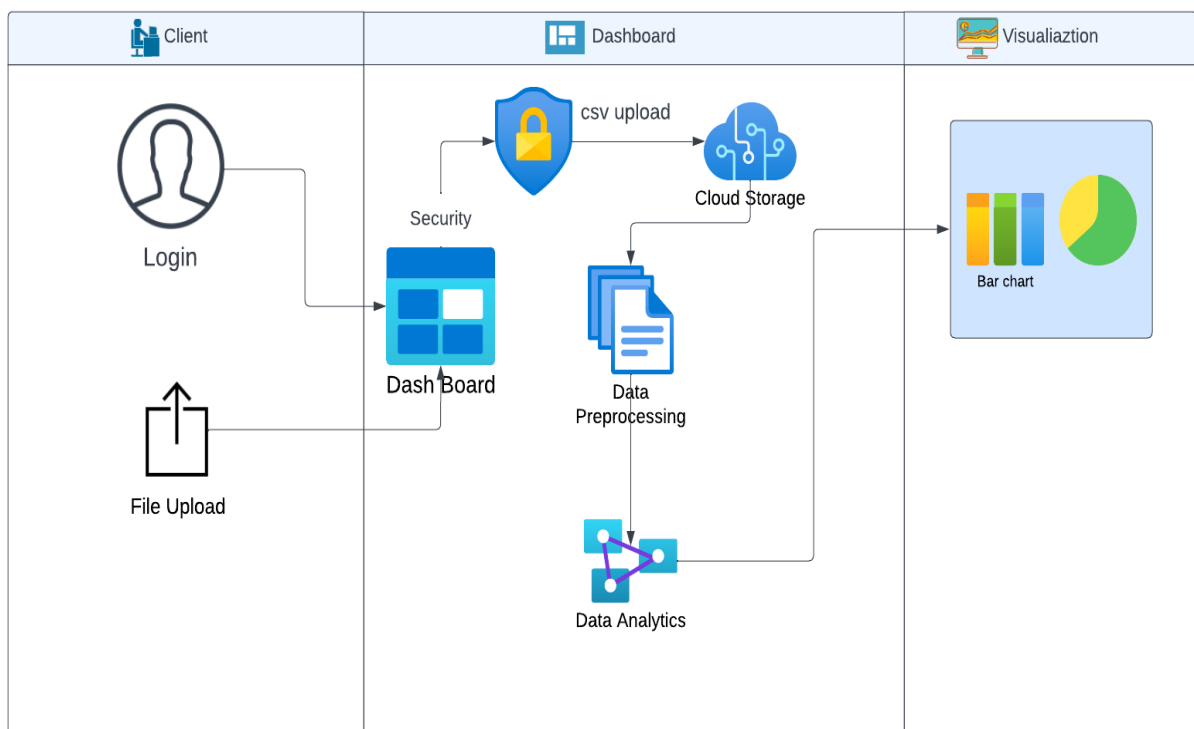 Client
Dashboard
Visualiaztion
csv upload
Cloud Storage
Security
Login
Bar chart
Dash Board
Data
Preprocessing
File Upload
Data Analytics